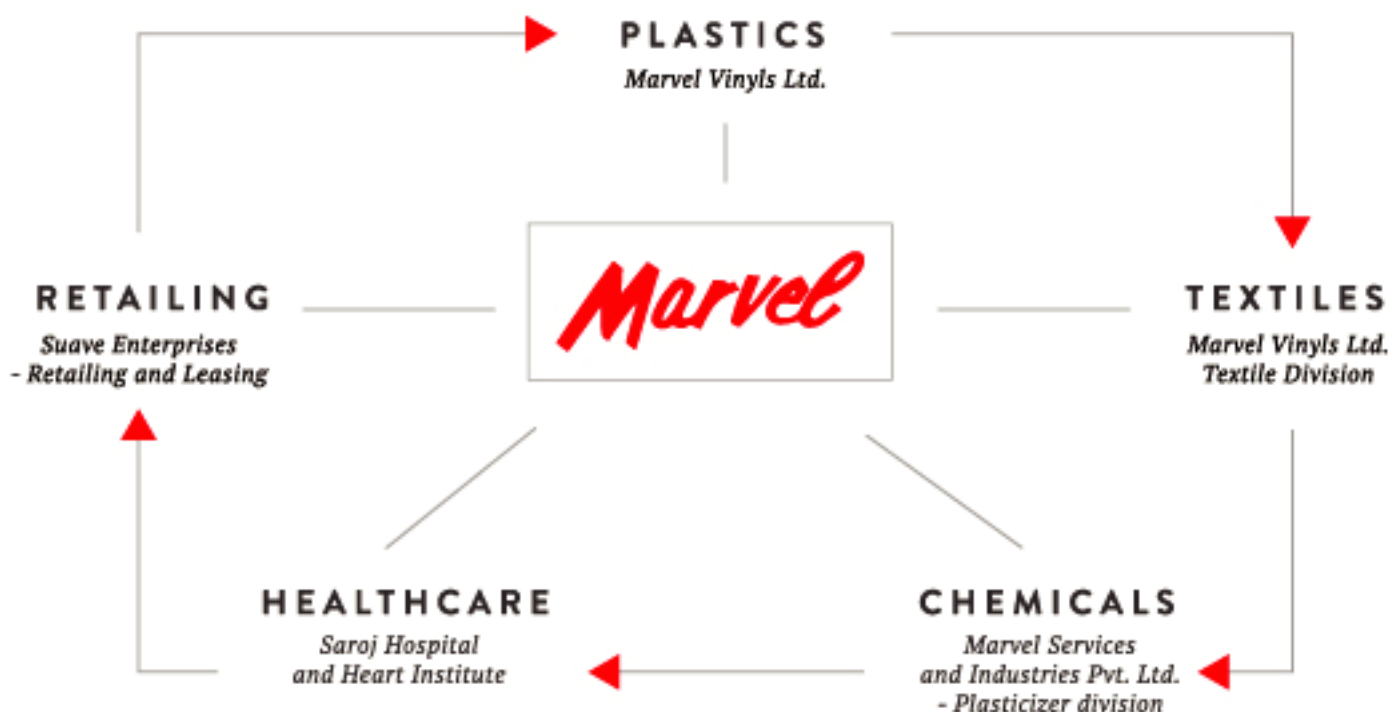 PLASTICS
Marvel Vinyls Ltd.
Marvel
RETAILING
Suave Enterprises
- Retailing and Leasing
TEXTILES
Marvel Vinyls Ltd.
Textile Division
HEALTHCARE
Saroj Hospital
and Heart Institute
CHEMICALS
Marvel Services
and Industries Pvt. Ltd.
- Plasticizer division